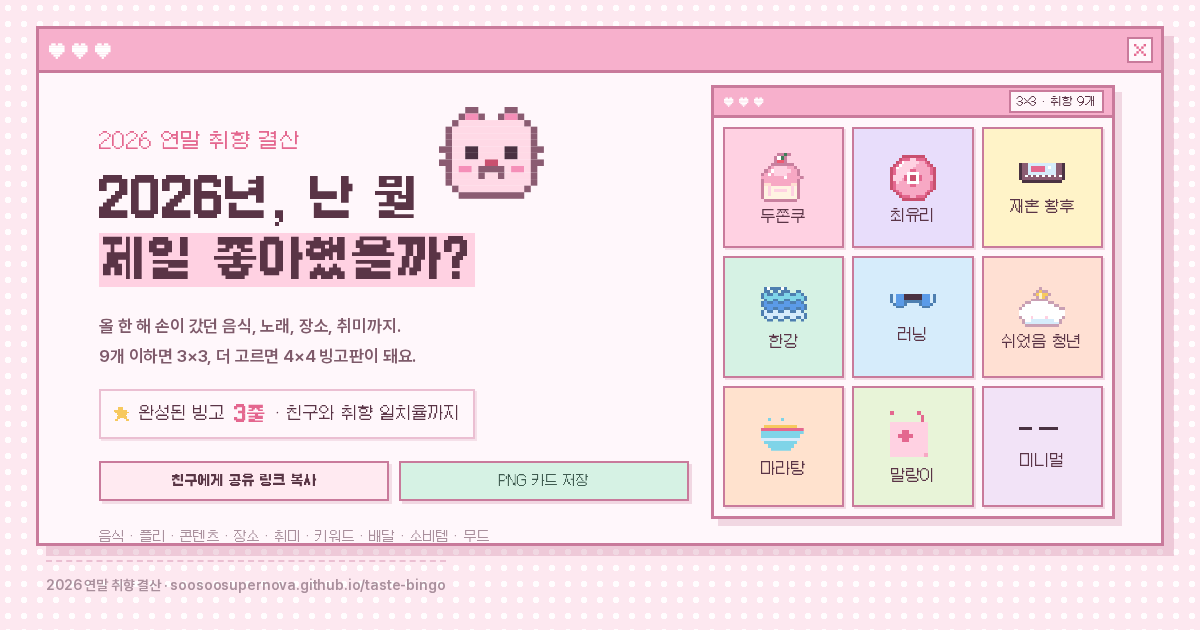 2026 연말 취향 결산
2026년, 난 뭘
제일 좋아했을까?
올 한 해 손이 갔던 음식, 노래, 장소, 취미까지.
9개 이하면 3×3, 더 고르면 4×4 빙고판이 돼요.
완성된 빙고 3줄 · 친구와 취향 일치율까지
친구에게 공유 링크 복사
PNG 카드 저장
음식 · 플리 · 콘텐츠 · 장소 · 취미 · 키워드 · 배달 · 소비템 · 무드
3×3 · 취향 9개
두쫀쿠
최유리
재혼 황후
한강
러닝
쉬었음 청년
마라탕
말랑이
미니멀
2026 연말 취향 결산 · soosoosupernova.github.io/taste-bingo